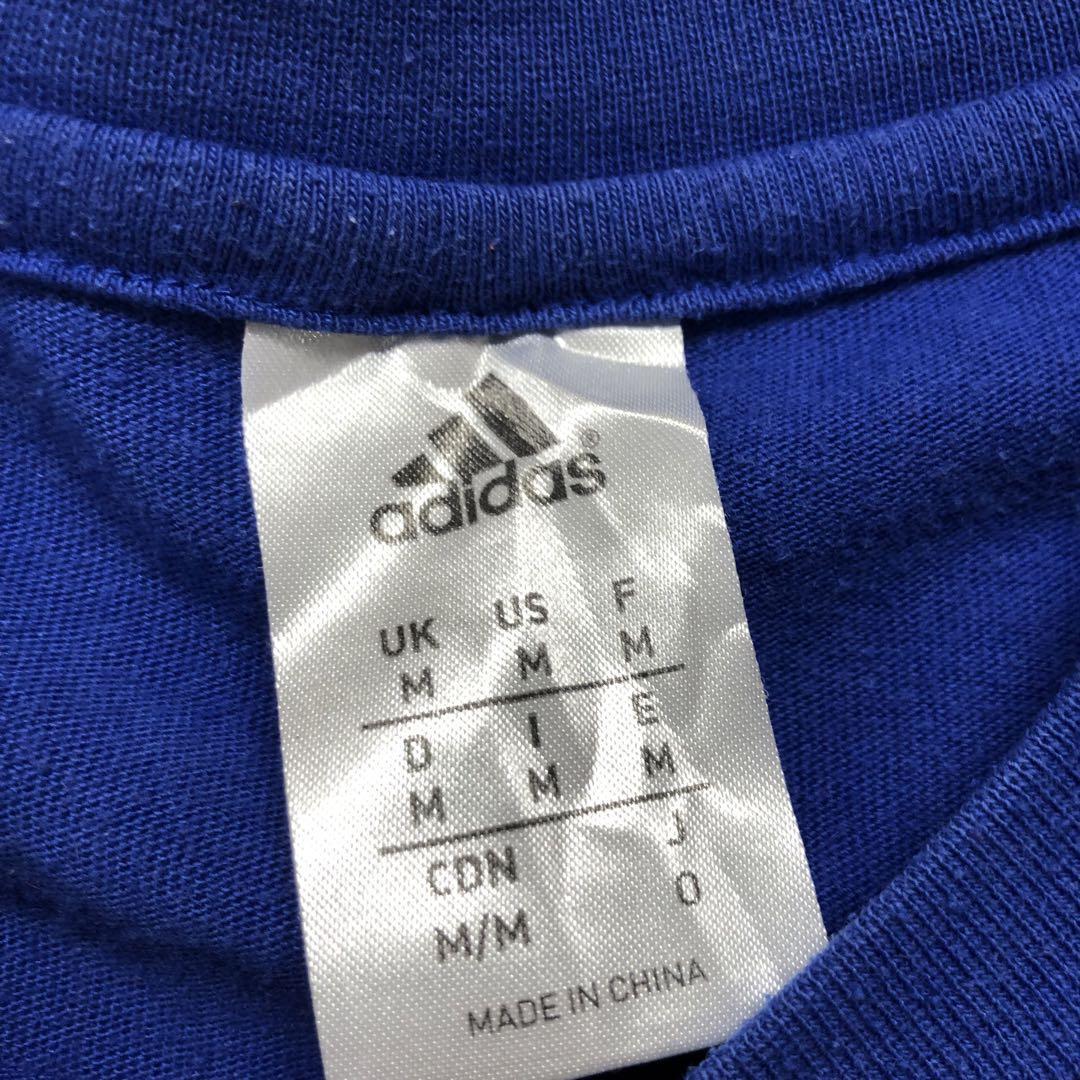 adidas®
UK US F
M M M
D I E
M M M
CDN J
M/M O
MADE IN CHINA